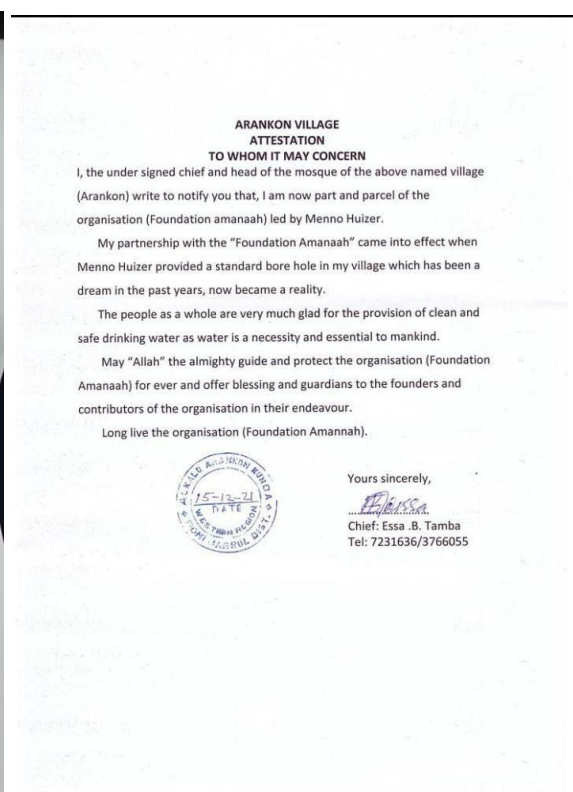 ARANKON VILLAGE
ATTESTATION
TO WHOM IT MAY CONCERN
I, the under signed chief and head of the mosque of the above named village
(Arankon) write to notify you that, I am now part and parcel of the
organisation (Foundation amanaah) led by Menno Huizer.
My partnership with the “Foundation Amanaah” came into effect when
Menno Huizer provided a standard bore hole in my village which has been a
dream in the past years, now became a reality.
The people as a whole are very much glad for the provision of clean and
safe drinking water as water is a necessity and essential to mankind.
May “Allah” the almighty guide and protect the organisation (Foundation
Amanaah) for ever and offer blessing and guardians to the founders and
contributors of the organisation in their endeavour.
Long live the organisation (Foundation Amannah).
ALKALO ARANKON KUNDA
15-12-21
DATE
WESTERN REGION
JARRUL DIST.
Yours sincerely,
Chief: Essa .B. Tamba
Tel: 7231636/3766055